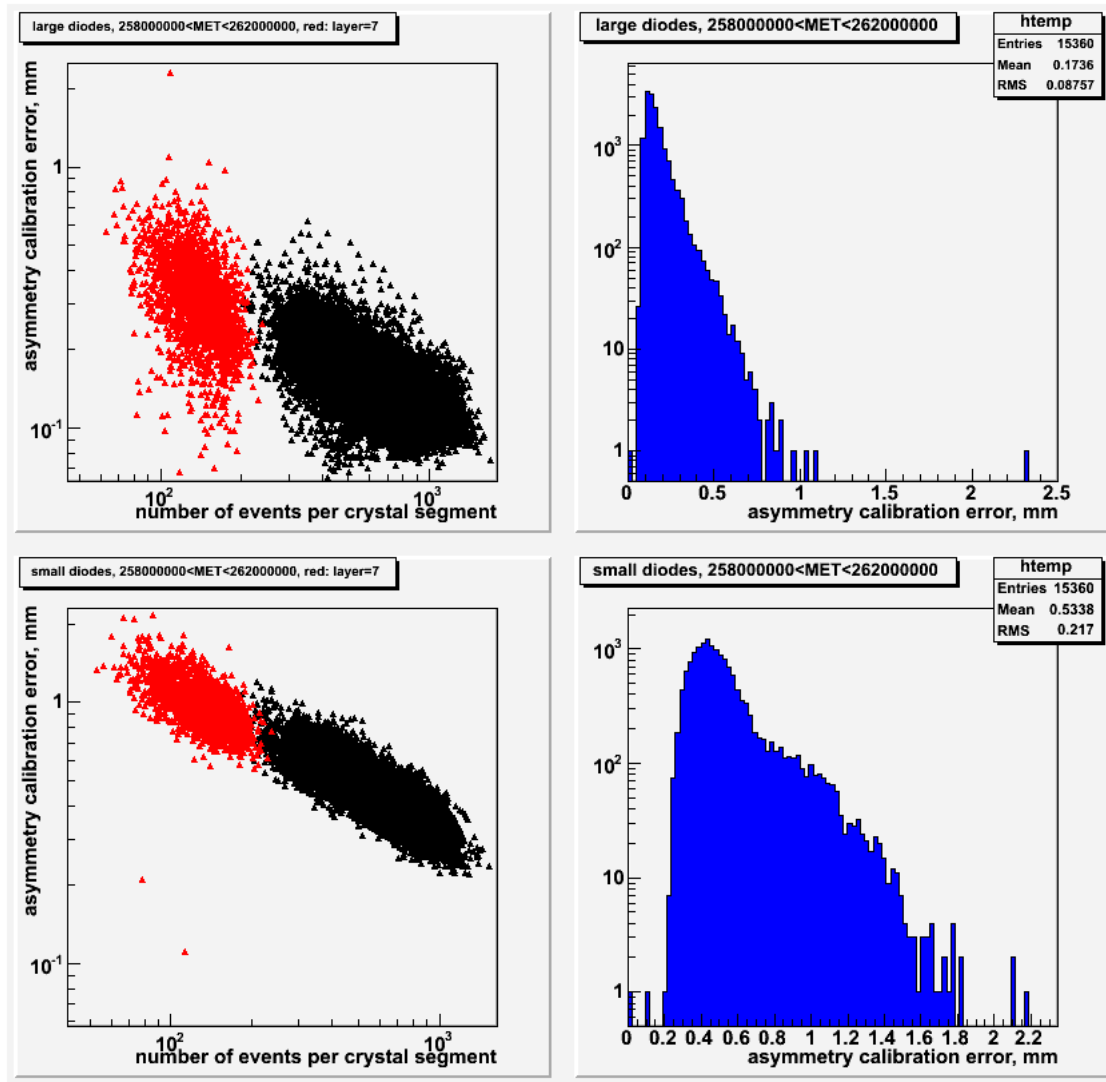 large diodes, 258000000<MET<262000000, red: layer=7
asymmetry calibration error, mm
1
10-1
102
103
number of events per crystal segment
large diodes, 258000000<MET<262000000
htemp
Entries 15360
Mean 0.1736
RMS 0.08757
103
102
10
1
0 0.5 1 1.5 2 2.5
asymmetry calibration error, mm
small diodes, 258000000<MET<262000000, red: layer=7
asymmetry calibration error, mm
1
10-1
102
103
number of events per crystal segment
small diodes, 258000000<MET<262000000
htemp
Entries 15360
Mean 0.5338
RMS 0.217
103
102
10
1
0 0.2 0.4 0.6 0.8 1 1.2 1.4 1.6 1.8 2 2.2
asymmetry calibration error, mm